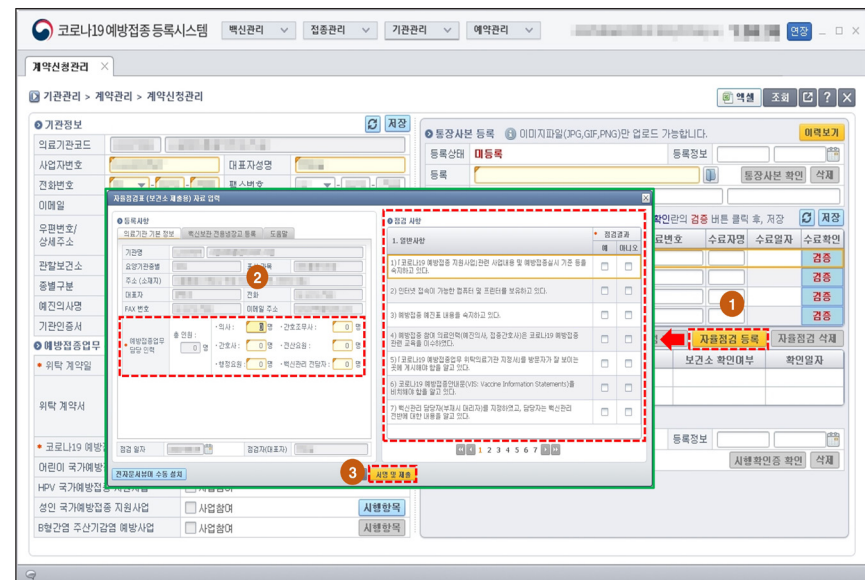 코로나19예방접종등록시스템 백신관리 접종관리 기관관리 예약관리 연장
계약신청관리
기관관리 > 계약관리 > 계약신청관리 엑셀 조회
기관정보 저장
의료기관코드
사업자번호 대표자성명
전화번호 팩스번호
이메일
우편번호/
상세주소
관할보건소
종별구분
예진의사명
기관인증서
예방접종업무
위탁 계약일
위탁 계약서
코로나19 예방
어린이 국가예방
HPV 국가예방접종 지원사업 사업참여
성인 국가예방접종 지원사업 사업참여 시행항목
B형간염 주산기감염 예방사업 사업참여 시행항목
통장사본 등록 이미지파일(JPG,GIF,PNG)만 업로드 가능합니다. 이력보기
등록상태 미등록 등록정보
등록 통장사본 확인 삭제
확인란의 검증 버튼 클릭 후, 저장 저장
료번호 수료자명 수료일자 수료확인
검증
검증
검증
검증
1
자율점검 등록 자율점검 삭제
보건소 확인여부 확인일자
등록정보
시행확인증 확인 삭제
자율점검표 (보건소 제출용) 자료 입력
등록사항
의료기관 기본 정보 백신보관 전용냉장고 등록 도움말
기관명
요양기관종별
주소(소재지)
대표자 전화
FAX 번호 이메일 주소
2
예방접종업무
담당 인력
총 인원 : 0 명
의사 : 명 간호조무사 : 0 명
간호사 : 0 명 전산요원 : 0 명
행정요원 0 명 백신관리 전담자 : 0 명
점검 일자 점검자(대표자)
전자문서뷰어 수동 설치
3 서명 및 제출
점검 사항
1. 일반사항 점검결과
예 아니오
1) 「코로나19 예방접종 지원사업」관련 사업내용 및 예방접종실시 기준 등을
숙지하고 있다.
2) 인터넷 접속이 가능한 컴퓨터 및 프린터를 보유하고 있다.
3) 예방접종 예진표 내용을 숙지하고 있다.
4) 예방접종 참여 의료인력(예진의사, 접종간호사)은 코로나19 예방접종
관련 교육을 이수하였다.
5) 「코로나19 예방접종업무 위탁의료기관 지정서」를 방문자가 잘 보이는
곳에 게시해야 함을 알고 있다.
6) 코로나19 예방접종안내문(VIS: Vaccine Information Statements)를
비치해야 함을 알고 있다.
7) 백신관리 담당자(부재시 대리자)를 지정하였고, 담당자는 백신관리
전반에 대한 내용을 알고 있다.
1 2 3 4 5 6 7